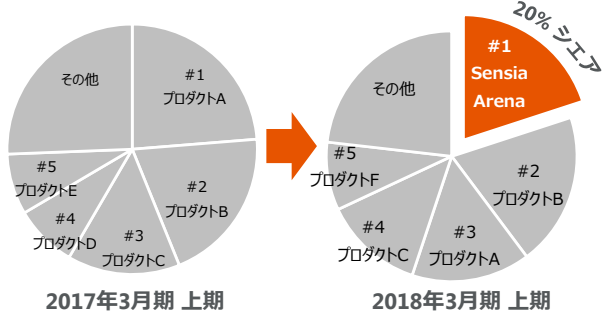 #1
プロダクトA
#2
プロダクトB
#3
プロダクトC
#4
プロダクトD
#5
プロダクトE
その他
2017年3月期 上期
20% シェア
#1
Sensia
Arena
#2
プロダクトB
#3
プロダクトA
#4
プロダクトC
#5
プロダクトF
その他
2018年3月期 上期